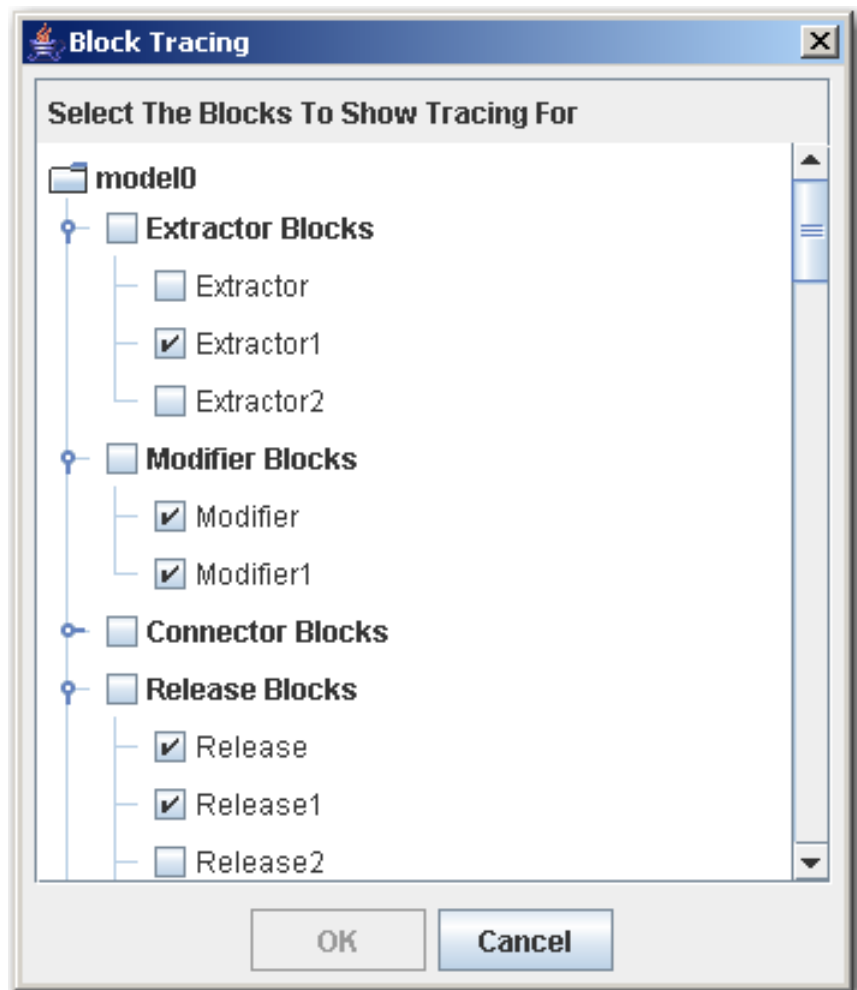 Block Tracing
Select The Blocks To Show Tracing For
model0
Extractor Blocks
Extractor
Extractor1
Extractor2
Modifier Blocks
Modifier
Modifier1
Connector Blocks
Release Blocks
Release
Release1
Release2
OK Cancel